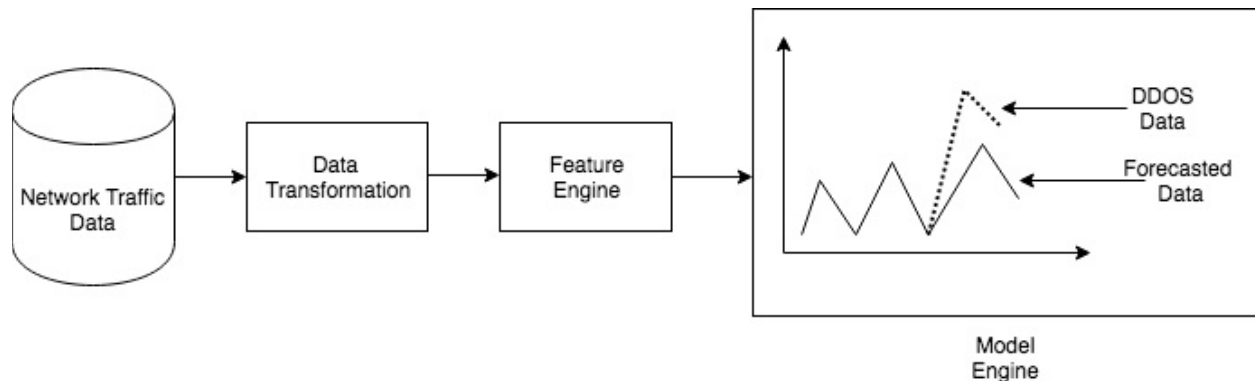 Network Traffic
Data
Data
Transformation
Feature
Engine
DDOS
Data
Forecasted
Data
Model
Engine